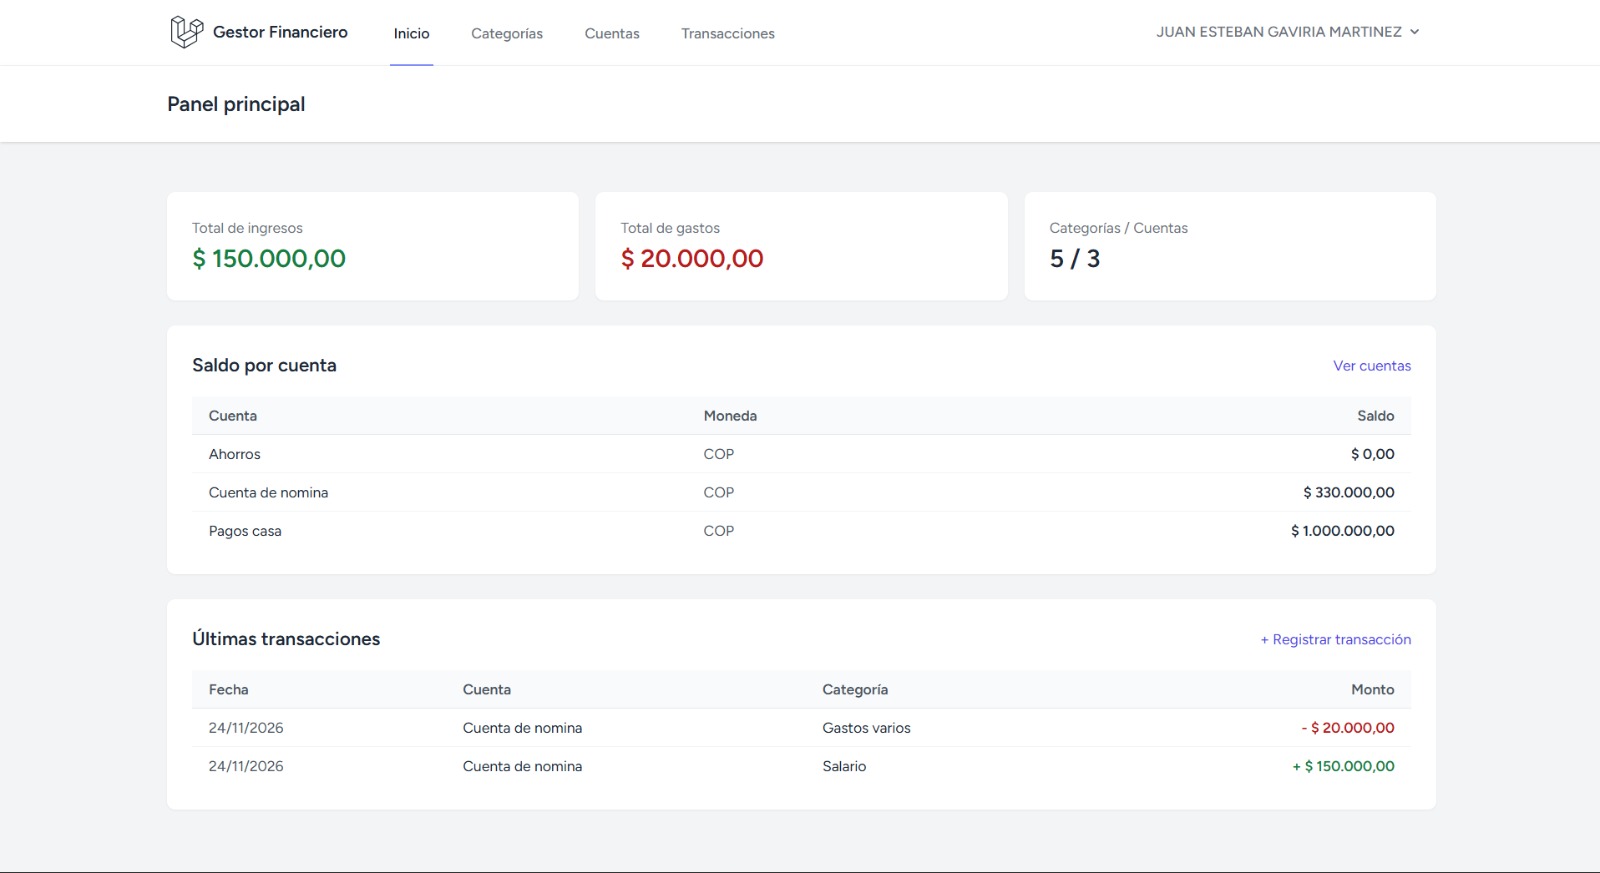 Gestor Financiero Inicio Categorías Cuentas Transacciones JUAN ESTEBAN GAVIRIA MARTINEZ
Panel principal
Total de ingresos
$ 150.000,00
Total de gastos
$ 20.000,00
Categorías / Cuentas
5 / 3
Saldo por cuenta Ver cuentas
Cuenta Moneda Saldo
Ahorros COP $ 0,00
Cuenta de nomina COP $ 330.000,00
Pagos casa COP $ 1.000.000,00
Últimas transacciones + Registrar transacción
Fecha Cuenta Categoría Monto
24/11/2026 Cuenta de nomina Gastos varios - $ 20.000,00
24/11/2026 Cuenta de nomina Salario + $ 150.000,00